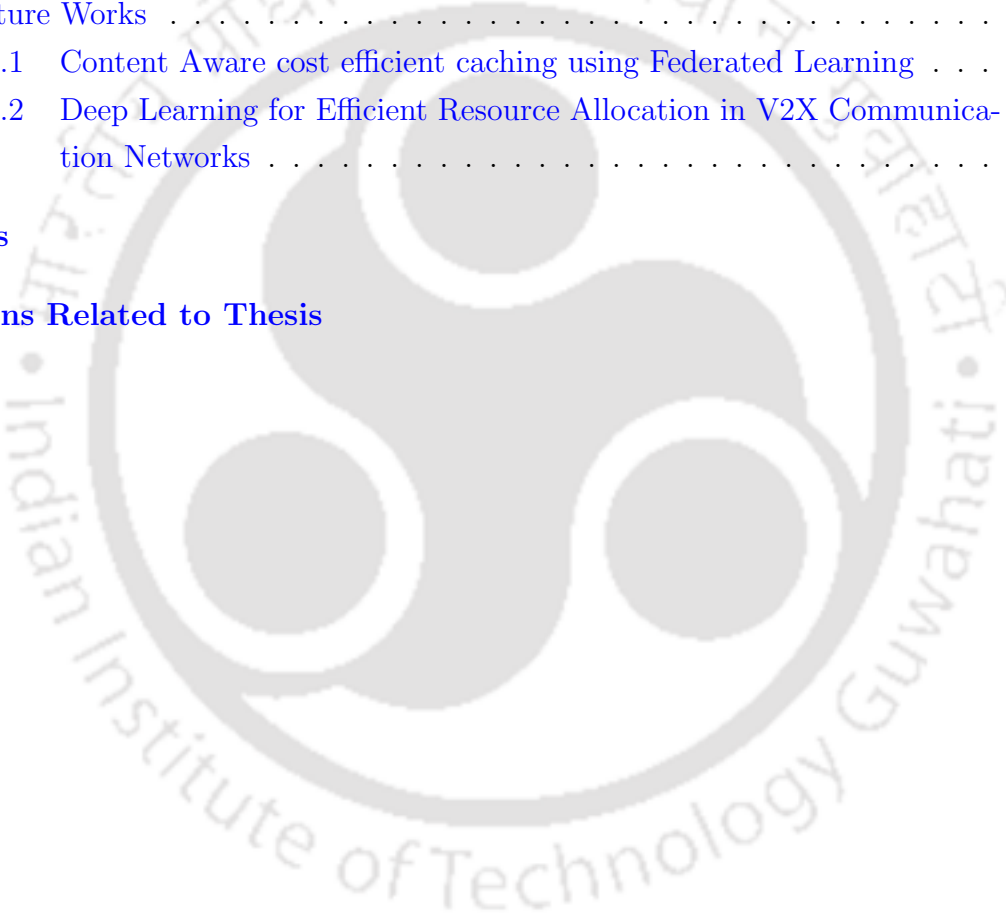 ture Works . . . . . . . . . . . . . . . . . . . . . . . . . . . . . . . . . .
.1 Content Aware cost efficient caching using Federated Learning . . .
.2 Deep Learning for Efficient Resource Allocation in V2X Communica-
tion Networks . . . . . . . . . . . . . . . . . . . . . . . . . . . . . .
s
ns Related to Thesis
Indian Institute of Technology Guwahati